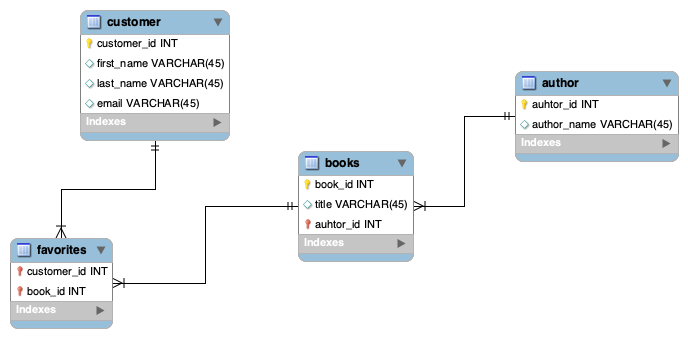 customer
customer_id INT
first_name VARCHAR(45)
last_name VARCHAR(45)
email VARCHAR(45)
Indexes
author
auhtor_id INT
author_name VARCHAR(45)
Indexes
books
book_id INT
title VARCHAR(45)
auhtor_id INT
Indexes
favorites
customer_id INT
book_id INT
Indexes